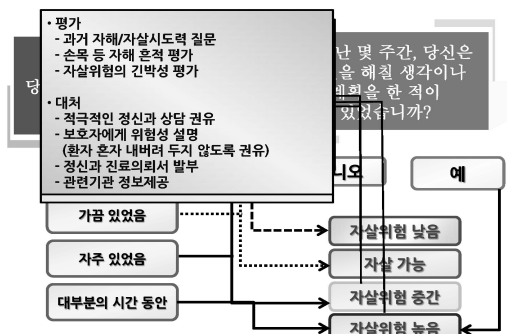 • 평가
- 과거 자해/자살시도력 질문
- 손목 등 자해 흔적 평가
- 자살위험의 긴박성 평가
• 대처
- 적극적인 정신과 상담 권유
- 보호자에게 위험성 설명
(환자 혼자 내버려 두지 않도록 권유)
- 정신과 진료의뢰서 발부
- 관련기관 정보제공
당
난 몇 주간, 당신은
을 해칠 생각이나
계획을 한 적이
있었습니까?
니오
예
가끔 있었음
자주 있었음
대부분의 시간 동안
자살위험 낮음
자살 가능
자살위험 중간
자살위험 높음